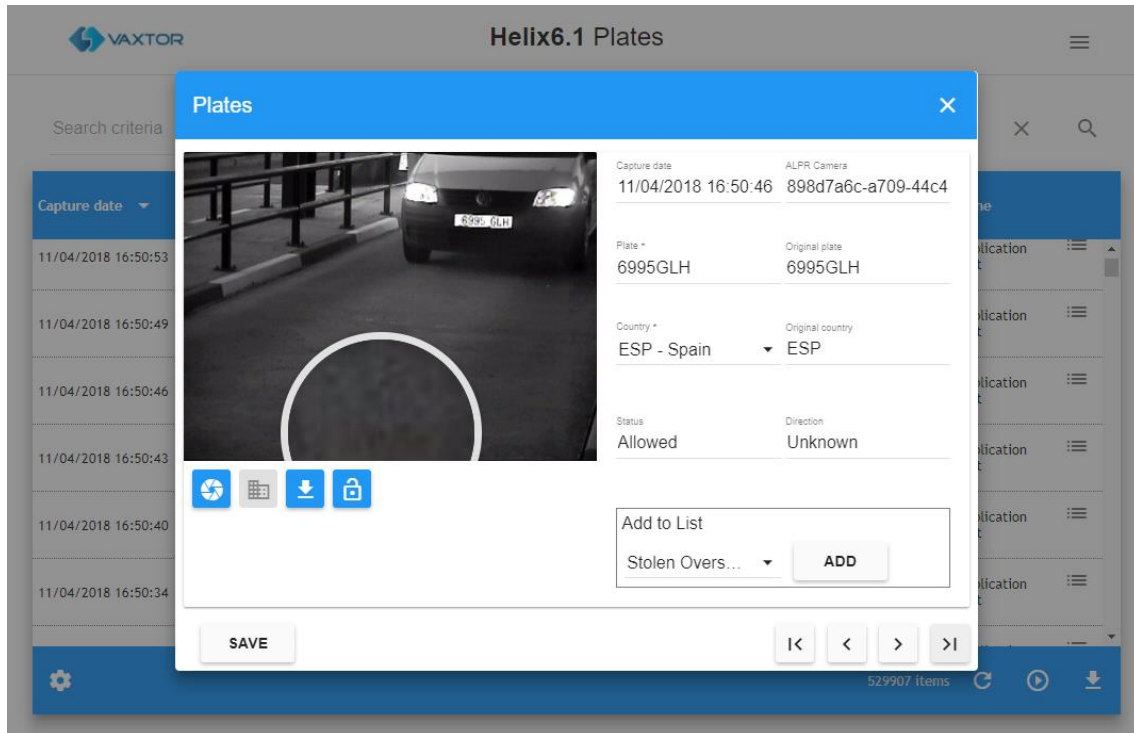 VAXTOR
Helix6.1 Plates
Plates
Search criteria
Capture date
11/04/2018 16:50:53
11/04/2018 16:50:49
11/04/2018 16:50:46
11/04/2018 16:50:43
11/04/2018 16:50:40
11/04/2018 16:50:34
6995 GLH
Capture date
11/04/2018 16:50:46
ALPR Camera
898d7a6c-a709-44c4
Plate *
6995GLH
Original plate
6995GLH
Country *
ESP - Spain
Original country
ESP
Status
Allowed
Direction
Unknown
Add to List
Stolen Overs...
ADD
SAVE
529907 items